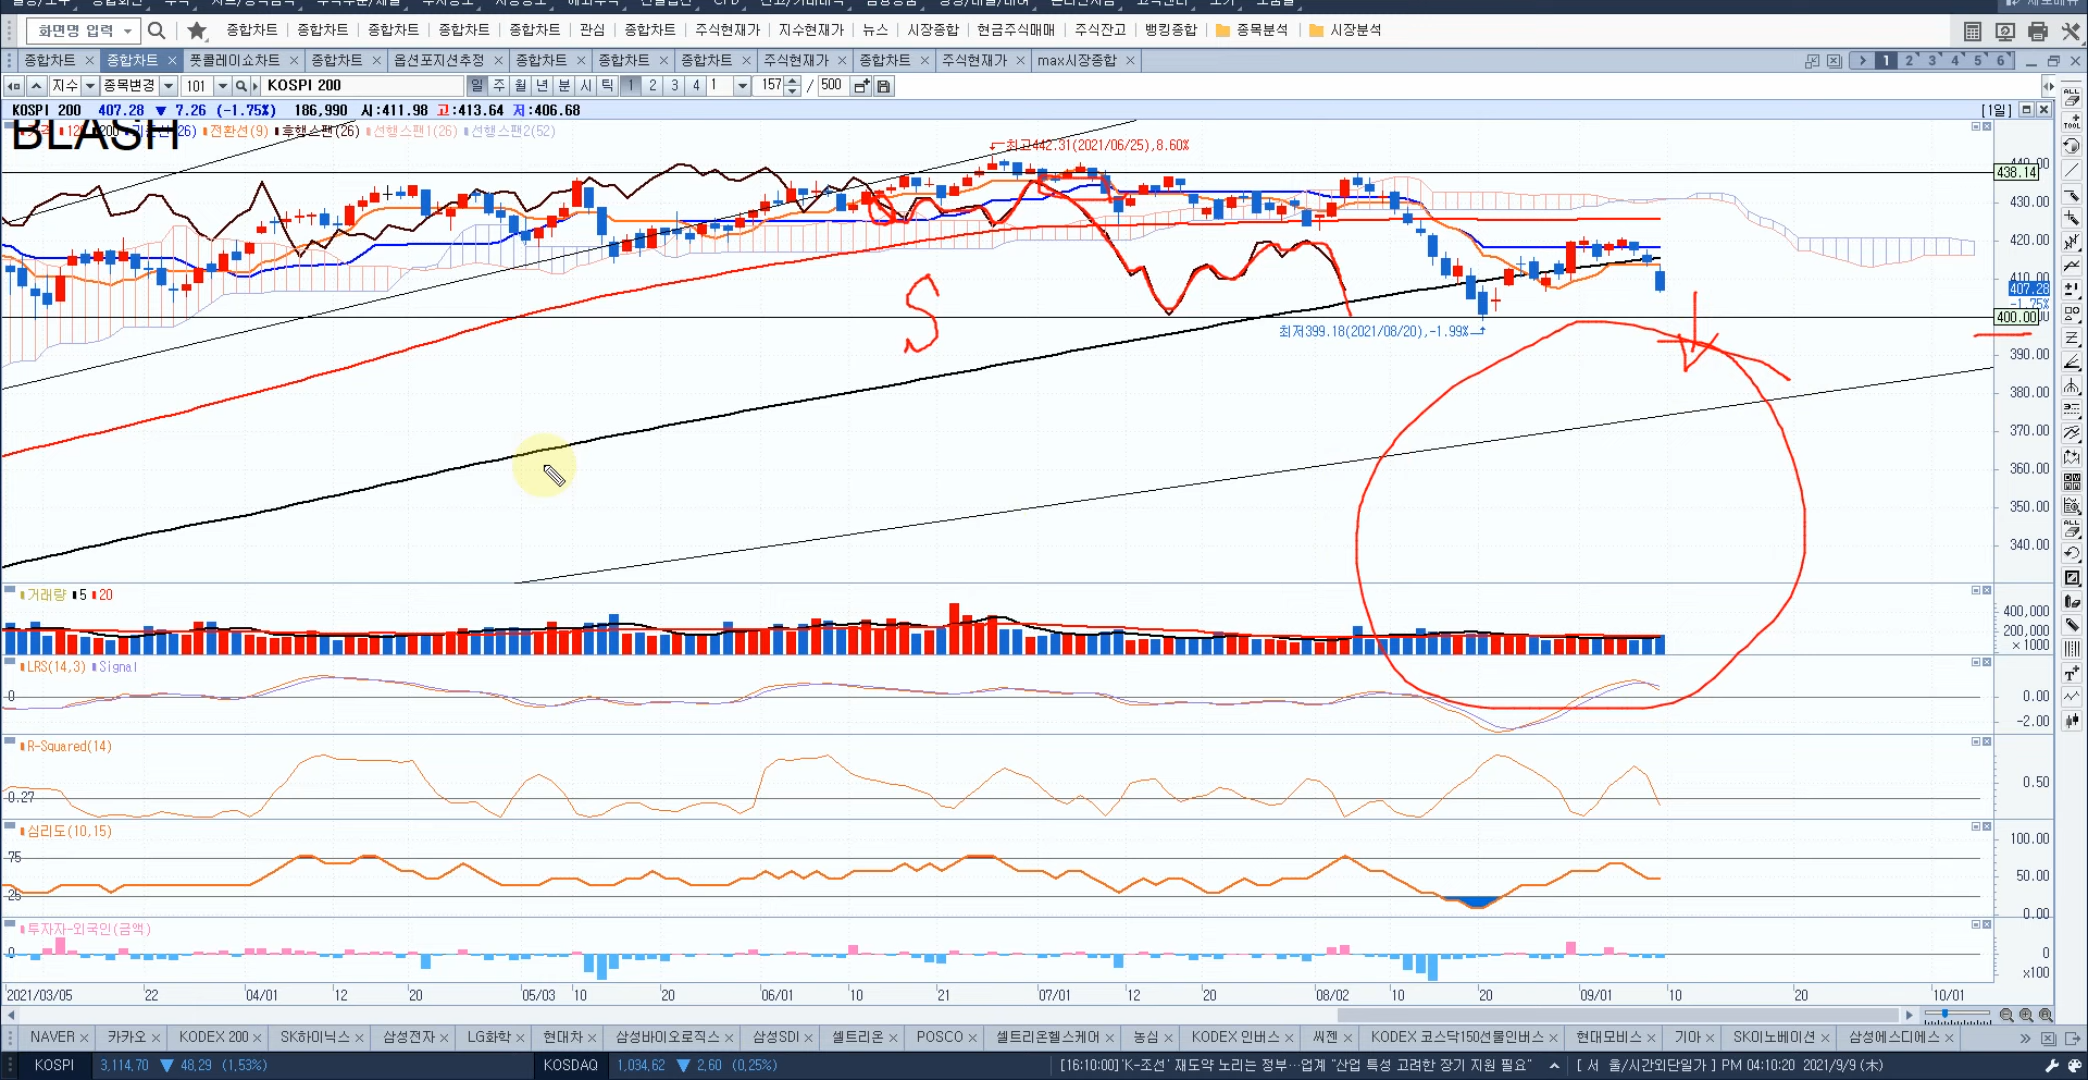 화면명 입력
종합차트 종합차트 종합차트 종합차트 종합차트 관심 종합차트 주식현재가 지수현재가 뉴스 시장종합 현금주식매매 주식잔고 뱅킹종합 종목분석 시장분석
종합차트 종합차트 풋콜레이쇼차트 종합차트 옵션포지션추정 종합차트 종합차트 종합차트 주식현재가 종합차트 주식현재가 max시장종합 1 2 3 4 5 6
지수 종목변경 101 KOSPI 200 일 주 월 년 분 시 틱 1 2 3 4 1 157 / 500
KOSPI 200 407.28 ▼ 7.26 (-1.75%) 186,990 시:411.98 고:413.64 저:406.68 [1일]
BLASH
전환선(9) 후행스팬(26) 선행스팬1(26) 선행스팬2(52)
최고442.31(2021/06/25),8.60%
438.14
430.00
420.00
410.00
407.28
-1.75%
400.00
최저399.18(2021/08/20),-1.99%
S
390.00
380.00
370.00
360.00
350.00
340.00
거래량 5 20
400,000
200,000
×1000
LRS(14,3) Signal
0 0.00
-2.00
R-Squared(14)
0.50
0.27
심리도(10,15)
100.00
75
50.00
25
0.00
투자자-외국인(금액)
0 0
×100
2021/03/05 22 04/01 12 20 05/03 10 20 06/01 10 21 07/01 12 20 08/02 10 20 09/01 10 20 10/01
NAVER 카카오 KODEX 200 SK하이닉스 삼성전자 LG화학 현대차 삼성바이오로직스 삼성SDI 셀트리온 POSCO 셀트리온헬스케어 농심 KODEX 인버스 씨젠 KODEX 코스닥150선물인버스 현대모비스 기아 SK이노베이션 삼성에스디에스
KOSPI 3,114.70 ▼ 48.29 (1.53%) KOSDAQ 1,034.62 ▼ 2.60 (0.25%) [16:10:00]'K-조선' 재도약 노리는 정부…업계 "산업 특성 고려한 장기 지원 필요" [ 서 울/시간외단일가 ] PM 04:10:20 2021/9/9 (木)